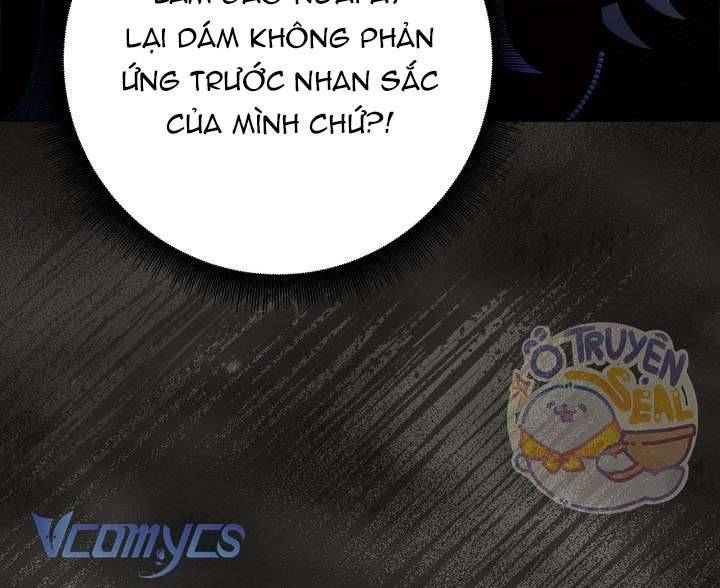 LẠI DÁM KHÔNG PHẢN
ỨNG TRƯỚC NHAN SẮC
CỦA MÌNH CHỨ?!
Ổ TRUYỆN
SEAL
VCOMYCS